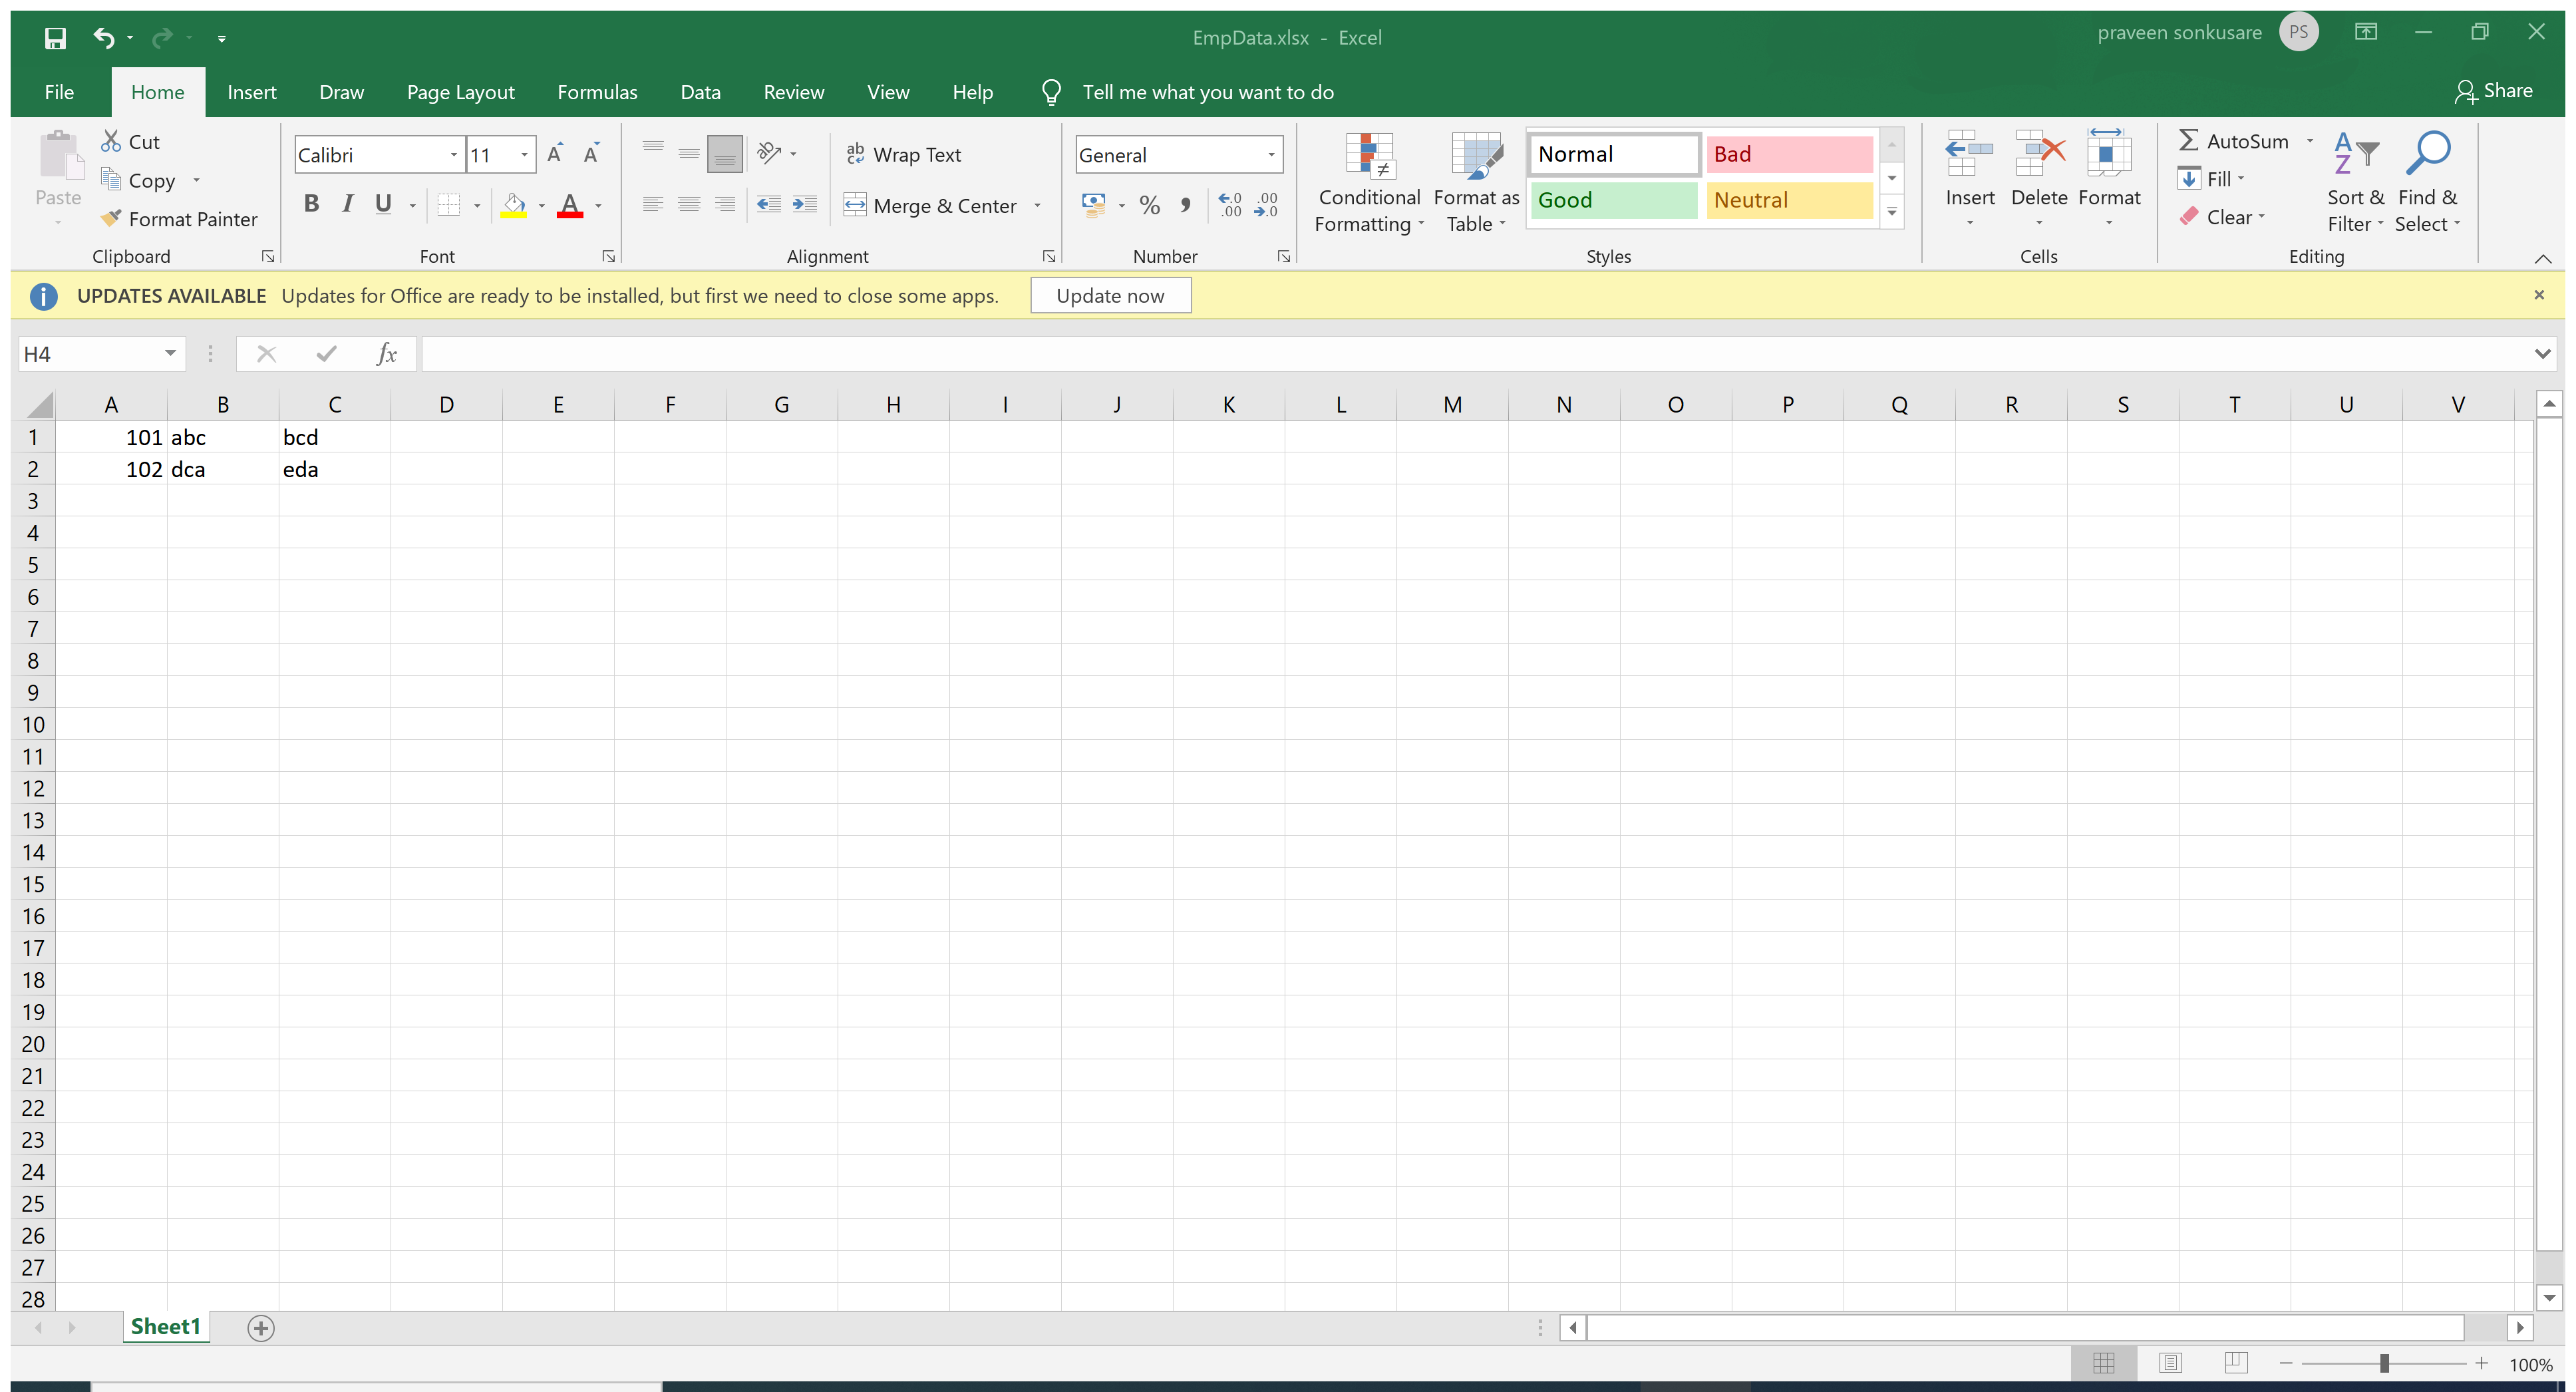 EmpData.xlsx - Excel
praveen sonkusare PS
File Home Insert Draw Page Layout Formulas Data Review View Help Tell me what you want to do Share
Paste
Cut
Copy
Format Painter
Clipboard
Calibri 11 A A
B I U A
Font
ab
Wrap Text
Merge & Center
Alignment
General
% , .0 .00 .00 .0
Number
Conditional Formatting
Format as Table
Normal Bad
Good Neutral
Styles
Insert Delete Format
Cells
AutoSum
Fill
Clear
Sort & Filter
Find & Select
Editing
UPDATES AVAILABLE Updates for Office are ready to be installed, but first we need to close some apps. Update now
H4 fx
A B C D E F G H I J K L M N O P Q R S T U V
1 101 abc bcd
2 102 dca eda
3
4
5
6
7
8
9
10
11
12
13
14
15
16
17
18
19
20
21
22
23
24
25
26
27
28
Sheet1
100%